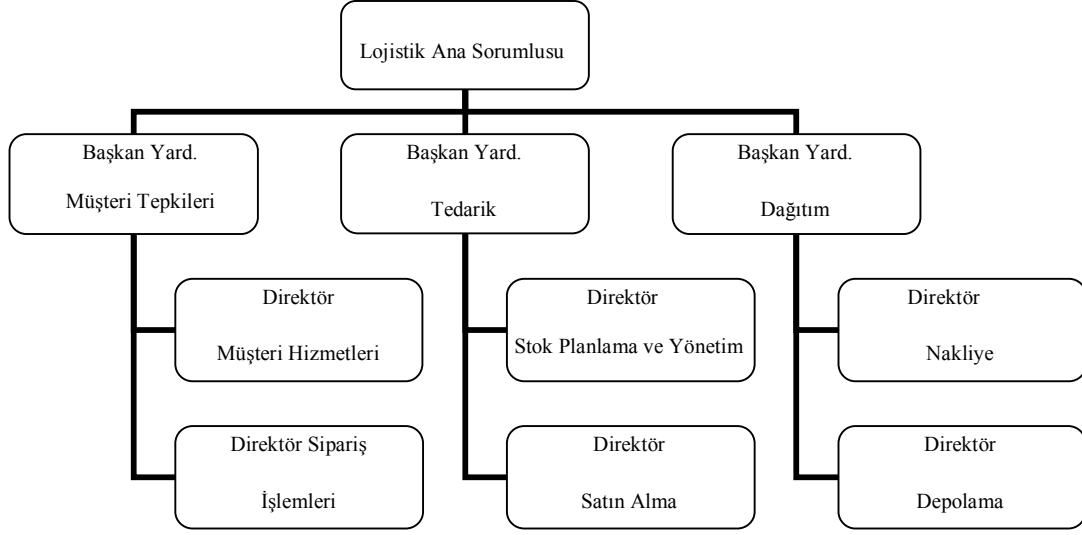 Lojistik Ana Sorumlusu
Başkan Yard.
Müşteri Tepkileri
Başkan Yard.
Tedarik
Başkan Yard.
Dağıtım
Direktör
Müşteri Hizmetleri
Direktör
Stok Planlama ve Yönetim
Direktör
Nakliye
Direktör Sipariş
İşlemleri
Direktör
Satın Alma
Direktör
Depolama